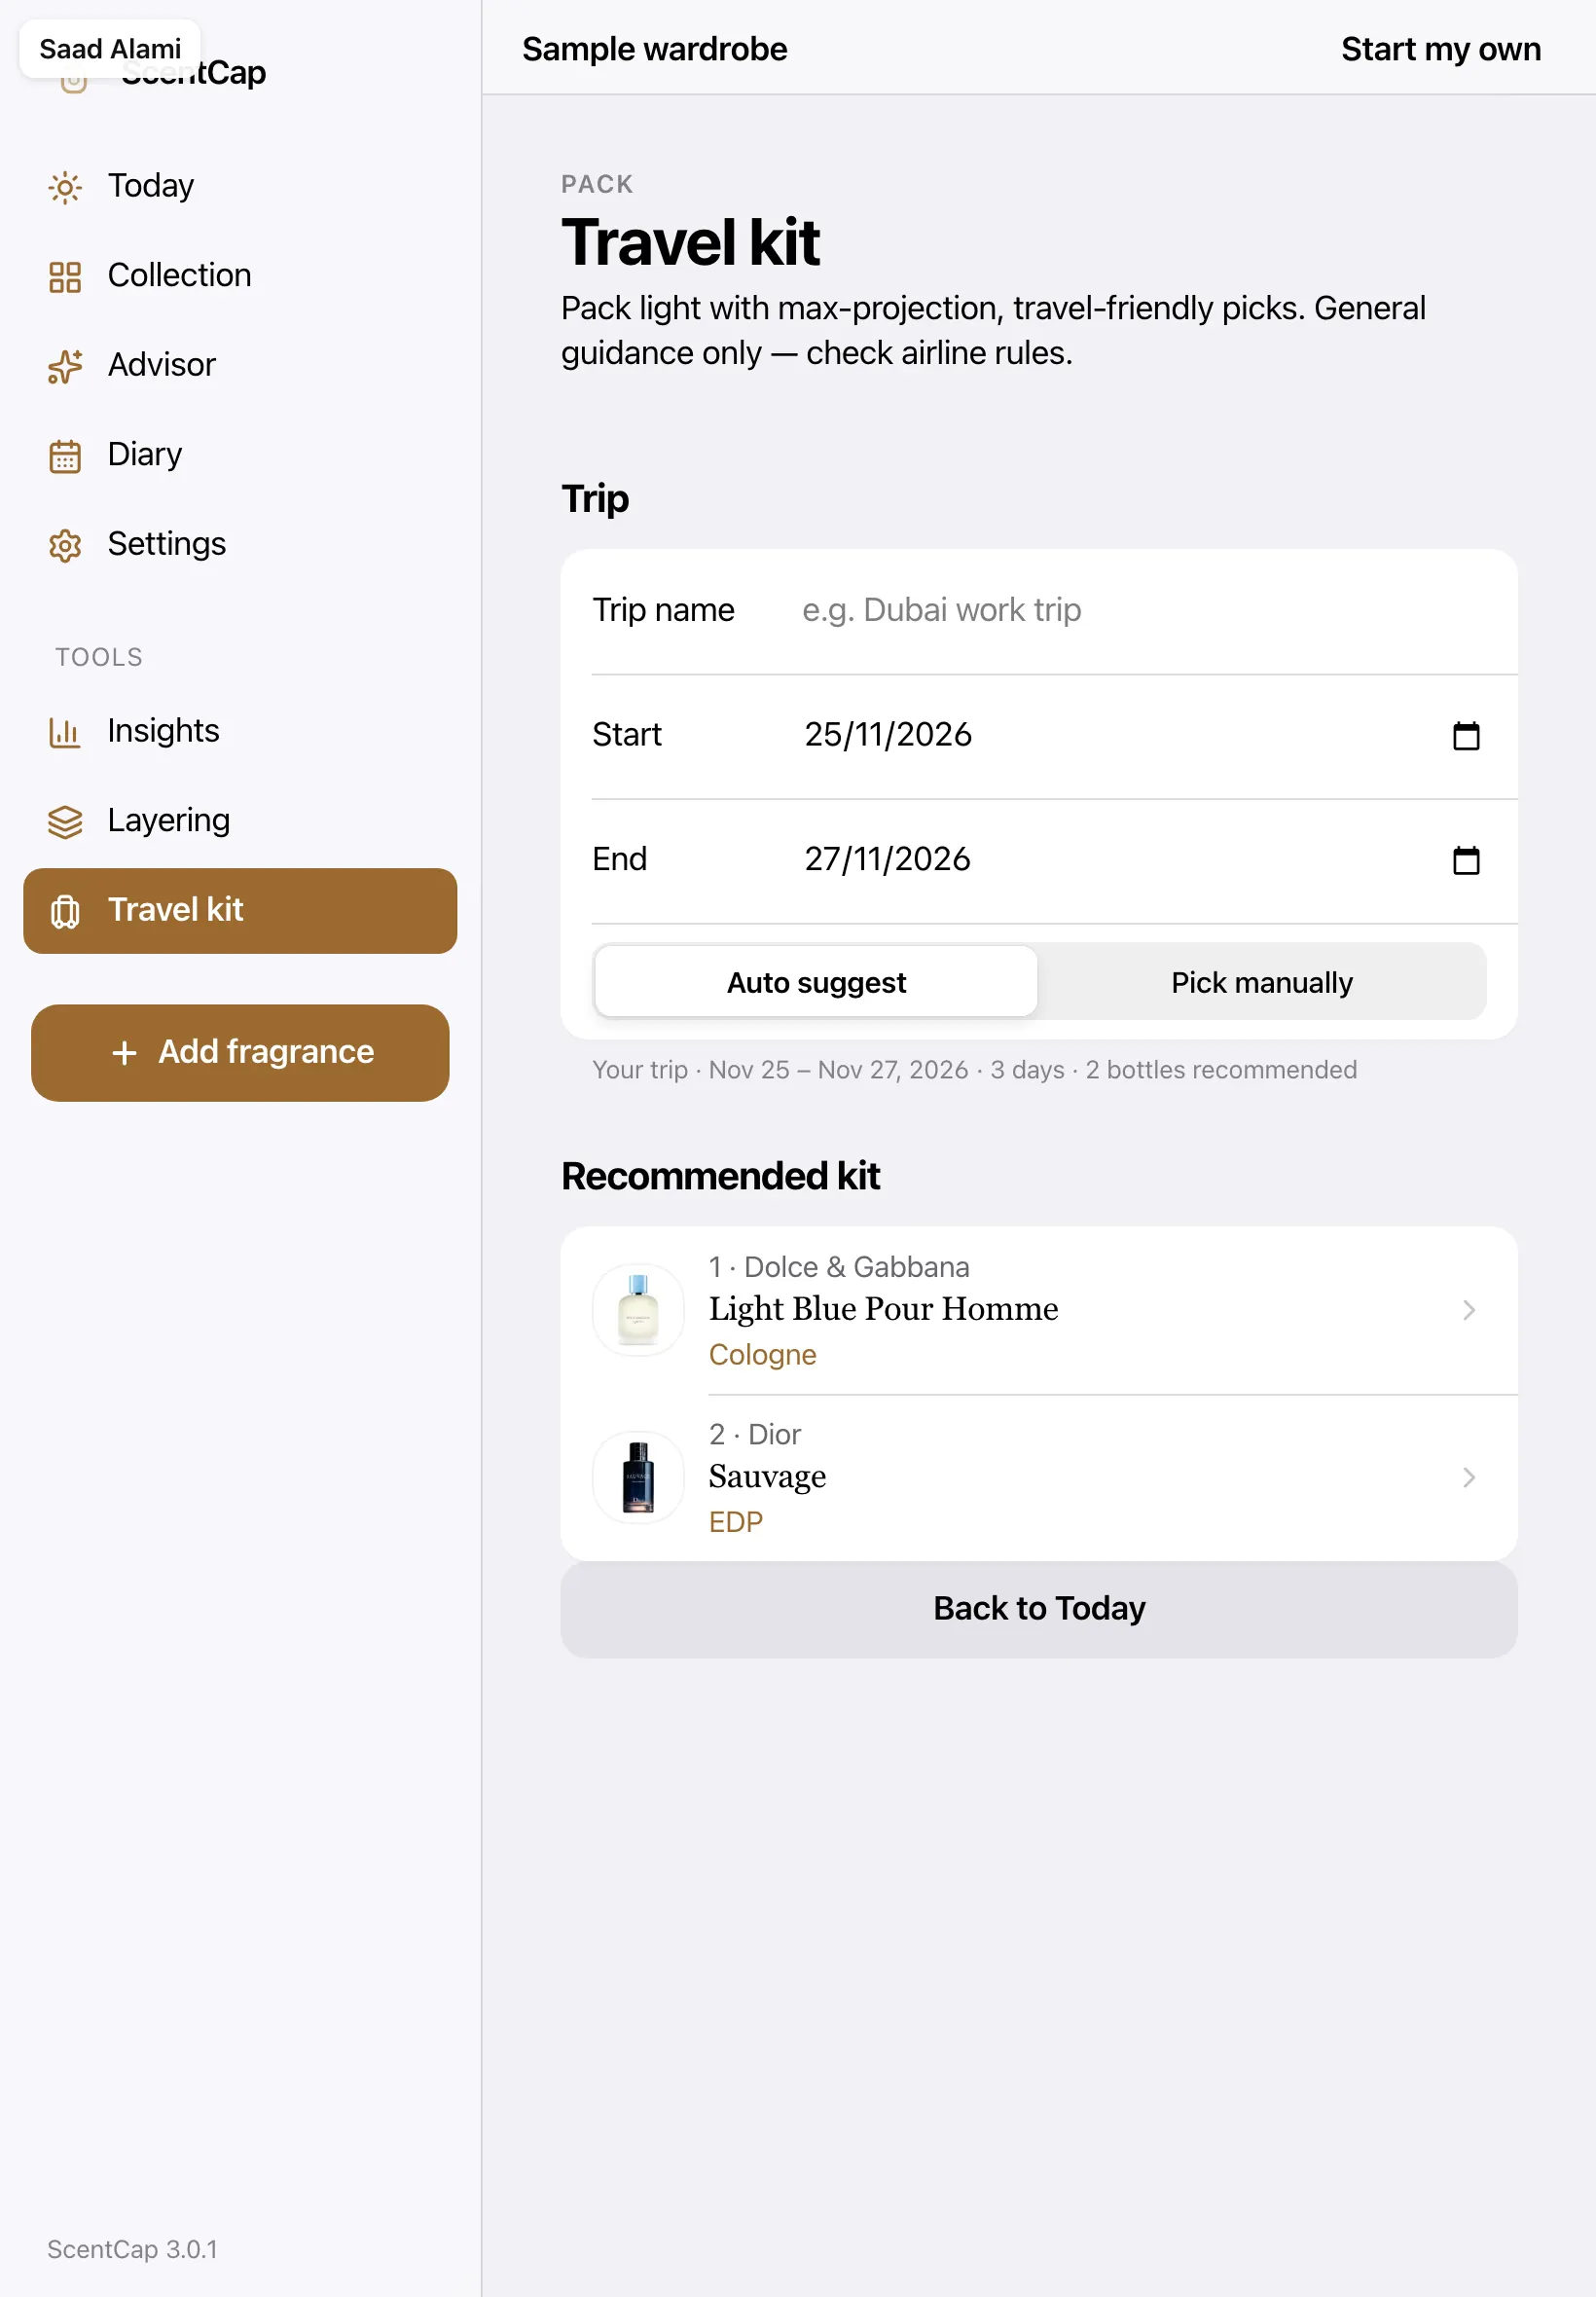 Saad Alami
ScentCap
Today
Collection
Advisor
Diary
Settings
TOOLS
Insights
Layering
Travel kit
Add fragrance
ScentCap 3.0.1
Sample wardrobe
Start my own
PACK
Travel kit
Pack light with max-projection, travel-friendly picks. General
guidance only — check airline rules.
Trip
Trip name e.g. Dubai work trip
Start 25/11/2026
End 27/11/2026
Auto suggest
Pick manually
Your trip · Nov 25 – Nov 27, 2026 · 3 days · 2 bottles recommended
Recommended kit
1 · Dolce & Gabbana
Light Blue Pour Homme
Cologne
2 · Dior
Sauvage
EDP
Back to Today